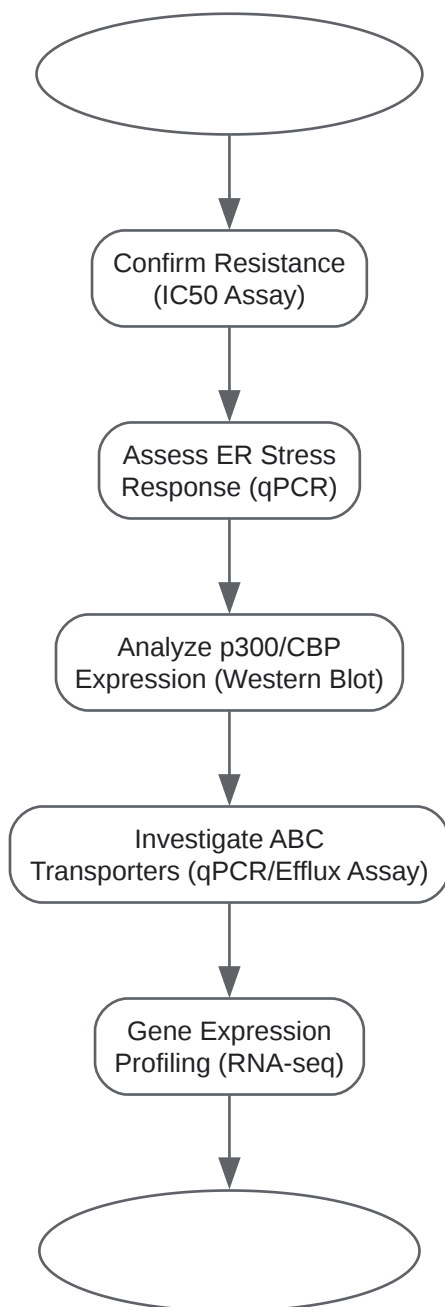 Confirm Resistance
(IC50 Assay)
Assess ER Stress
Response (qPCR)
Analyze p300/CBP
Expression (Western Blot)
Investigate ABC
Transporters (qPCR/Efflux Assay)
Gene Expression
Profiling (RNA-seq)